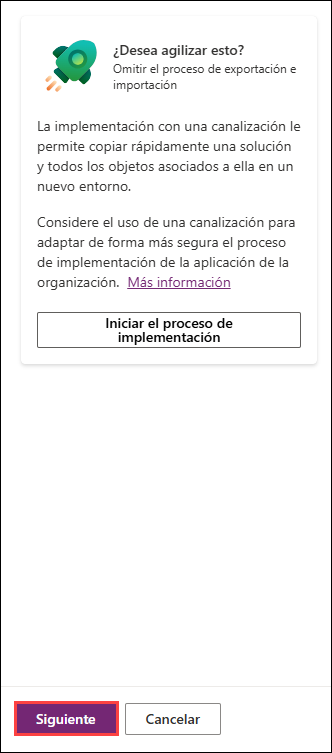 ¿Desea agilizar esto?
Omitir el proceso de exportación e
importación
La implementación con una canalización le
permite copiar rápidamente una solución
y todos los objetos asociados a ella en un
nuevo entorno.
Considere el uso de una canalización para
adaptar de forma más segura el proceso
de implementación de la aplicación de la
organización. Más información
Iniciar el proceso de
implementación
Siguiente
Cancelar